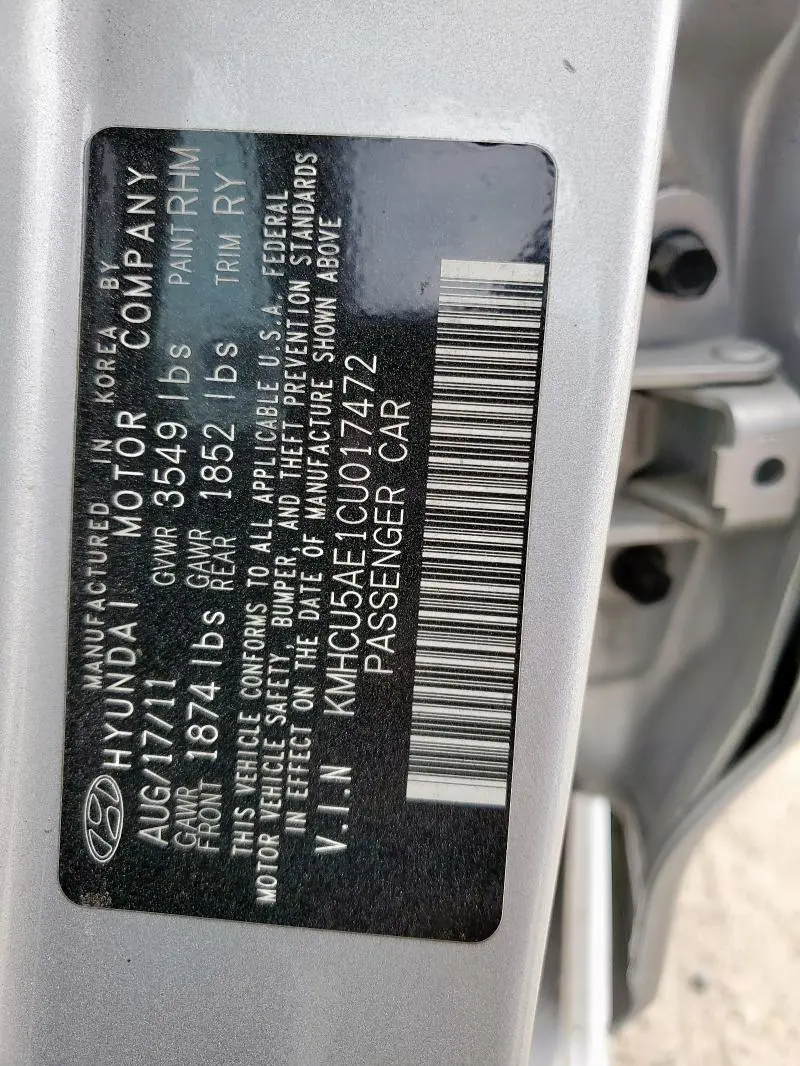 MANUFACTURED IN KOREA BY
HYUNDAI MOTOR COMPANY
AUG/17/11 GVWR 3549 lbs PAINT RHM
GAWR FRONT 1874 lbs GAWR REAR 1852 lbs TRIM RY
THIS VEHICLE CONFORMS TO ALL APPLICABLE U.S.A. FEDERAL
MOTOR VEHICLE SAFETY, BUMPER, AND THEFT PREVENTION STANDARDS
IN EFFECT ON THE DATE OF MANUFACTURE SHOWN ABOVE
V.I.N KMHCU5AE1CU017472
PASSENGER CAR